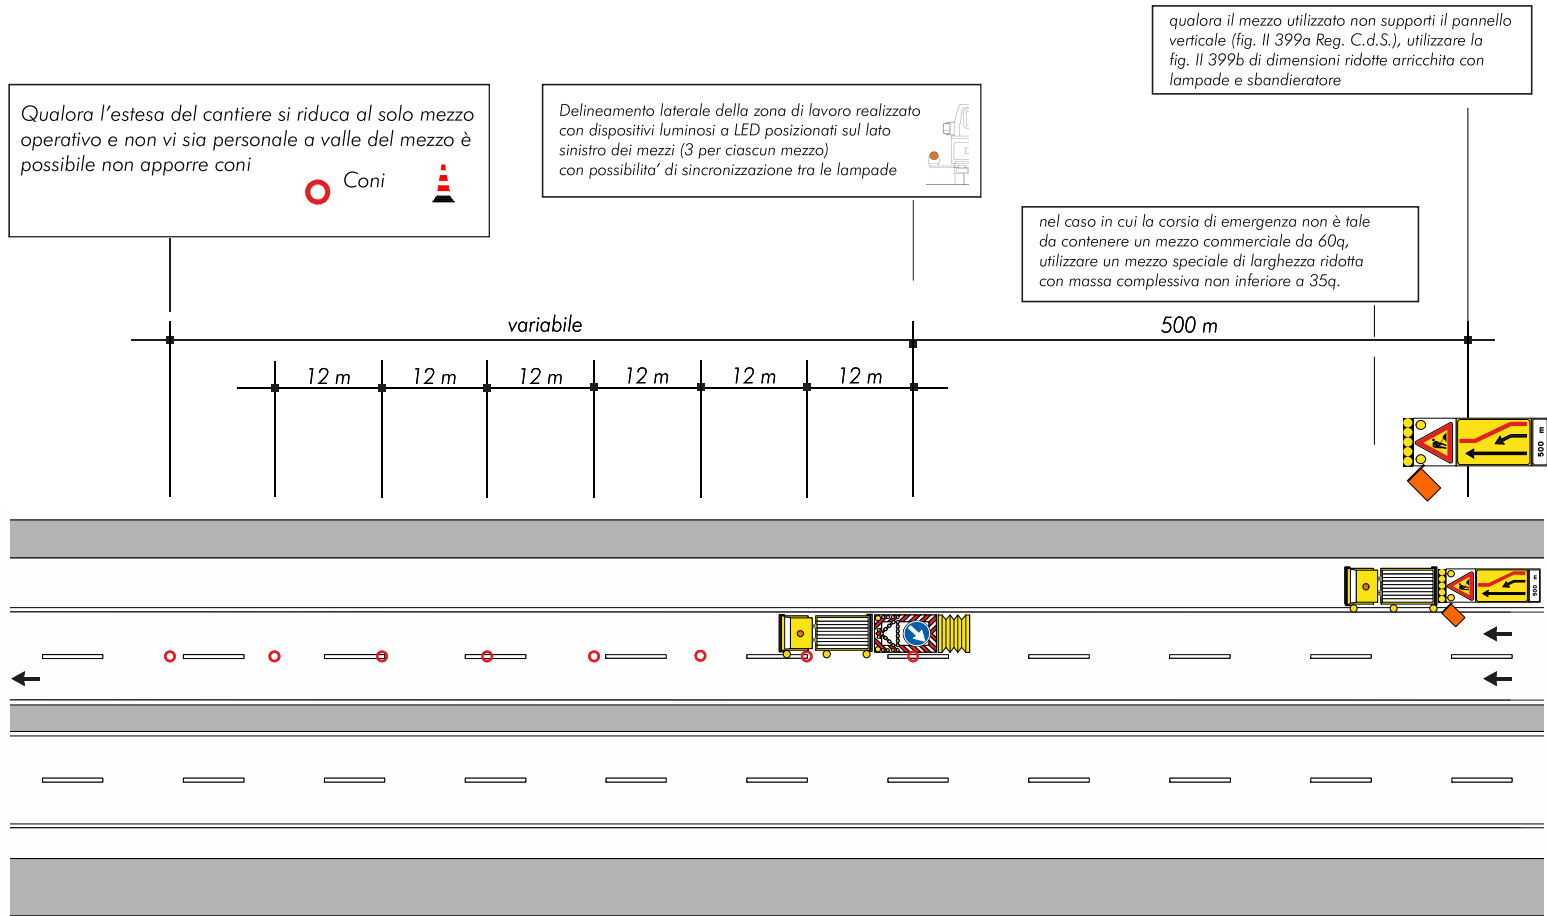 qualora il mezzo utilizzato non supporti il pannello
verticale (fig. II 399a Reg. C.d.S.), utilizzare la
fig. II 399b di dimensioni ridotte arricchita con
lampade e sbandieratore
Qualora l'estesa del cantiere si riduca al solo mezzo
operativo e non vi sia personale a valle del mezzo è
possibile non apporre coni
Coni
Delineamento laterale della zona di lavoro realizzato
con dispositivi luminosi a LED posizionati sul lato
sinistro dei mezzi (3 per ciascun mezzo)
con possibilita' di sincronizzazione tra le lampade
nel caso in cui la corsia di emergenza non è tale
da contenere un mezzo commerciale da 60q,
utilizzare un mezzo speciale di larghezza ridotta
con massa complessiva non inferiore a 35q.
variabile
500 m
12 m
12 m
12 m
12 m
12 m
12 m
500 m
500 m